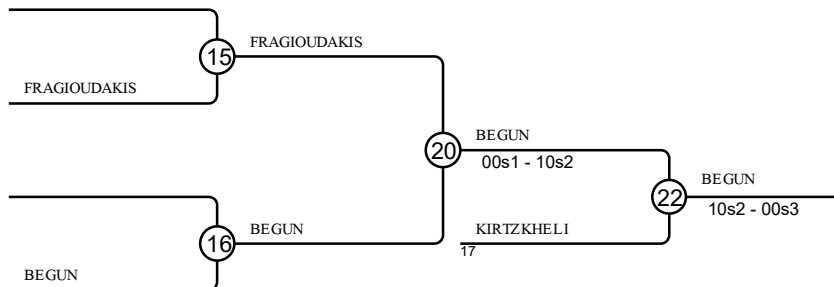 15
FRAGIOUDAKIS
FRAGIOUDAKIS
20
BEGUN
00s1 - 10s2
22
BEGUN
10s2 - 00s3
16
BEGUN
KIRTZKHELI
17
BEGUN